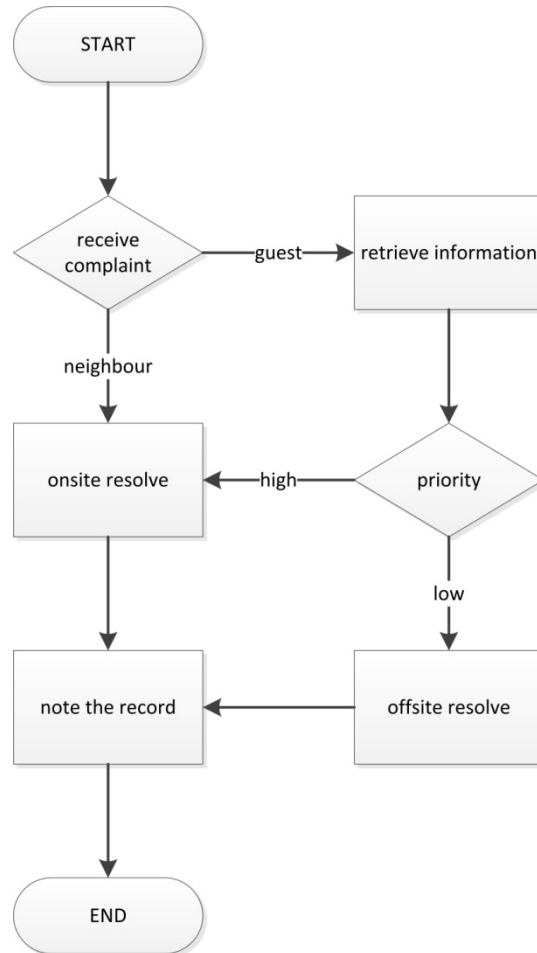 START
receive
complaint
guest
retrieve information
neighbour
onsite resolve
high
priority
low
note the record
offsite resolve
END